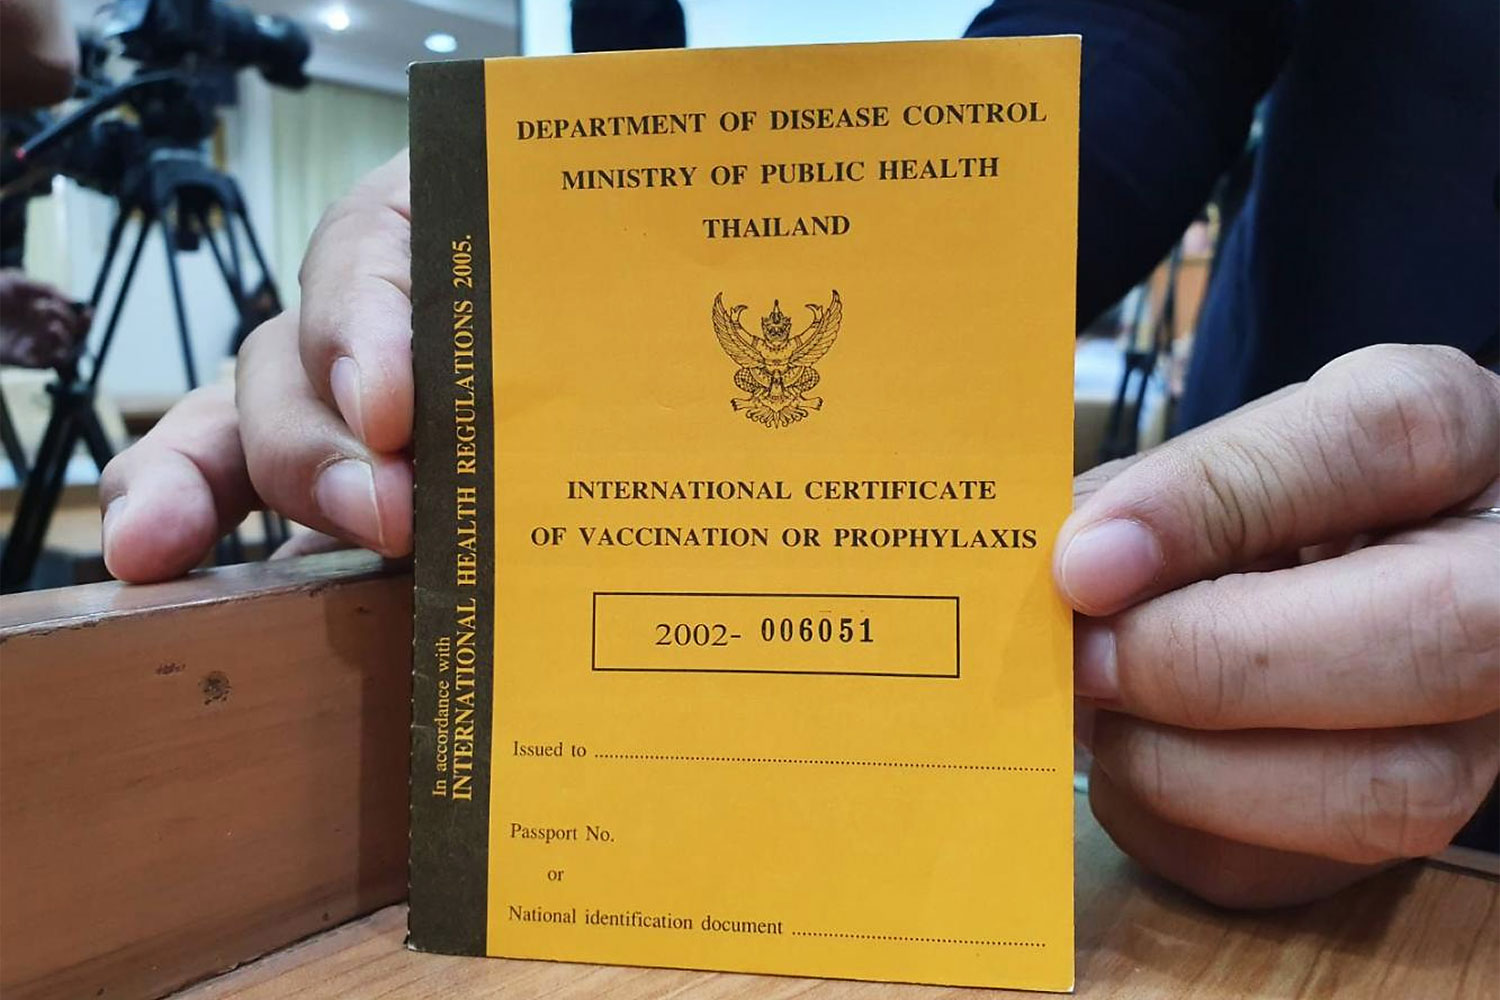 In accordance with
INTERNATIONAL HEALTH REGULATIONS 2005.
DEPARTMENT OF DISEASE CONTROL
MINISTRY OF PUBLIC HEALTH
THAILAND
INTERNATIONAL CERTIFICATE
OF VACCINATION OR PROPHYLAXIS
2002- 006051
Issued to ................................................................
Passport No.
or
National identification document ................................................